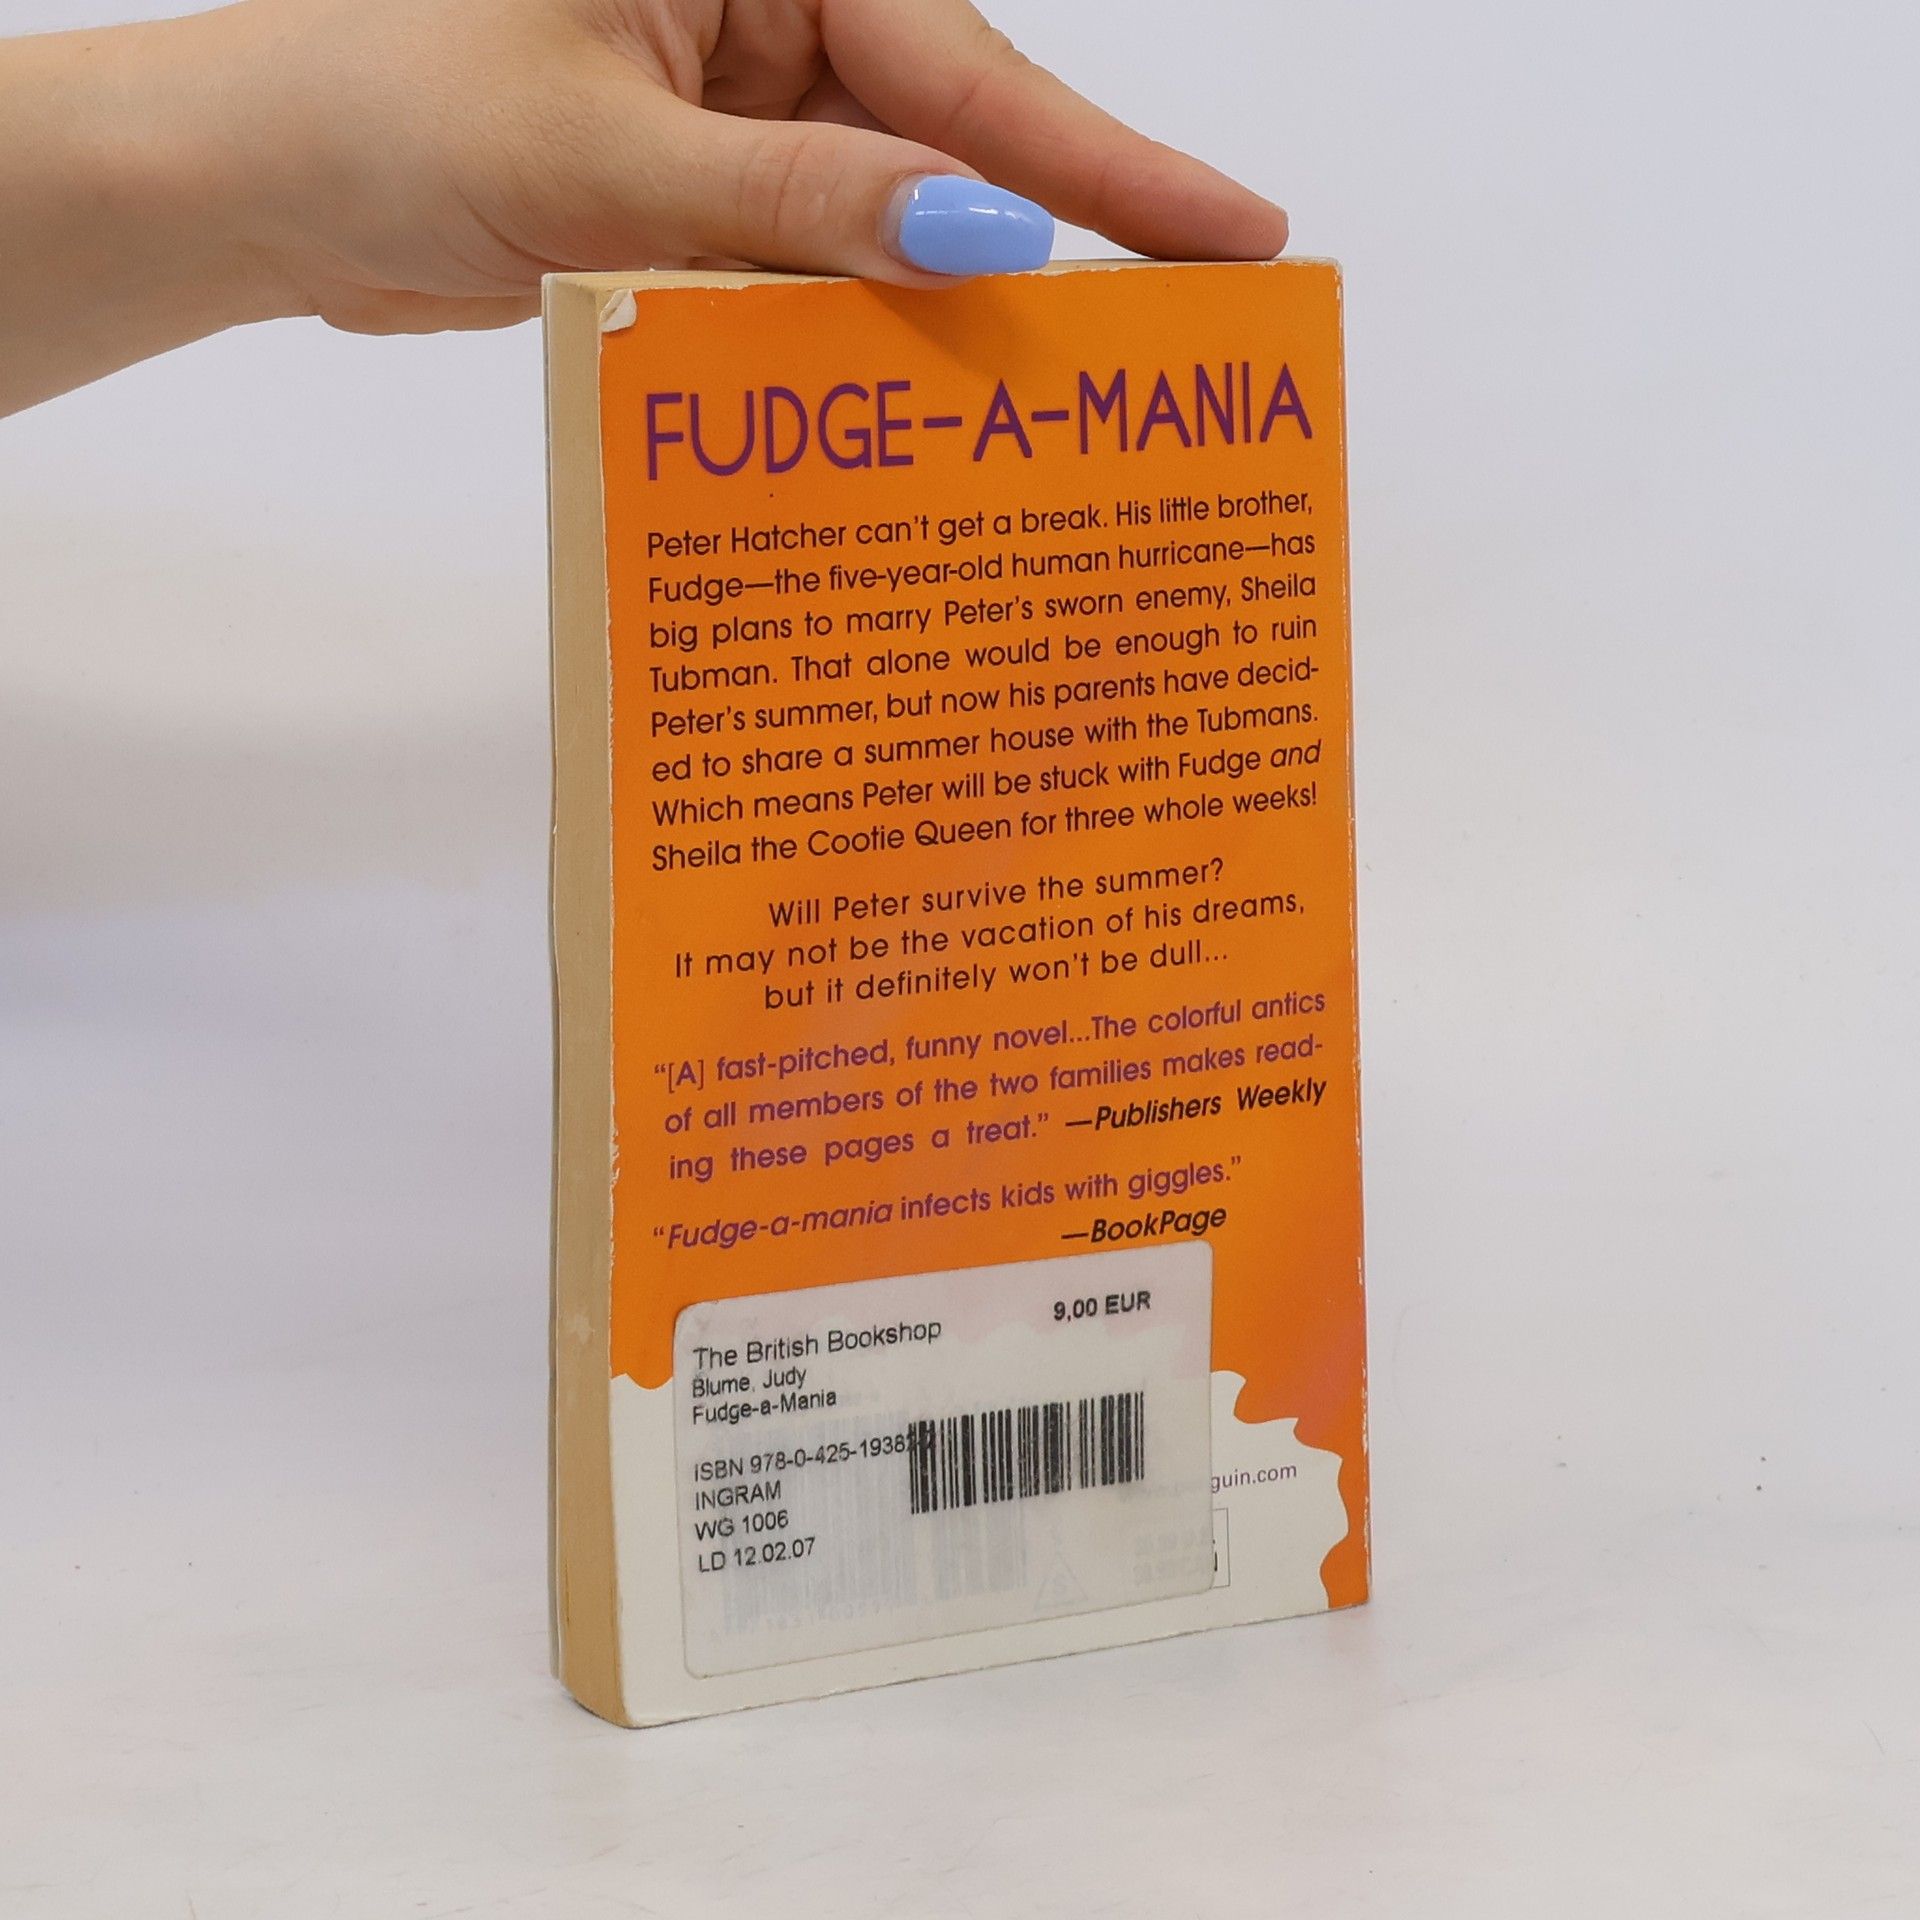 FUDGE-A-MANIA
Peter Hatcher can't get a break. His little brother,
Fudge—the five-year-old human hurricane—has
big plans to marry Peter's sworn enemy, Sheila
Tubman. That alone would be enough to ruin
Peter's summer, but now his parents have decid-
ed to share a summer house with the Tubmans.
Which means Peter will be stuck with Fudge and
Sheila the Cootie Queen for three whole weeks!
Will Peter survive the summer?
It may not be the vacation of his dreams,
but it definitely won't be dull...
“[A] fast-pitched, funny novel...The colorful antics
of all members of the two families makes read-
ing these pages a treat.” —Publishers Weekly
“Fudge-a-mania infects kids with giggles.”
—BookPage
9,00 EUR
The British Bookshop
Blume, Judy
Fudge-a-Mania
ISBN 978-0-425-1938
INGRAM
WG 1006
LD 12.02.07
guin.com